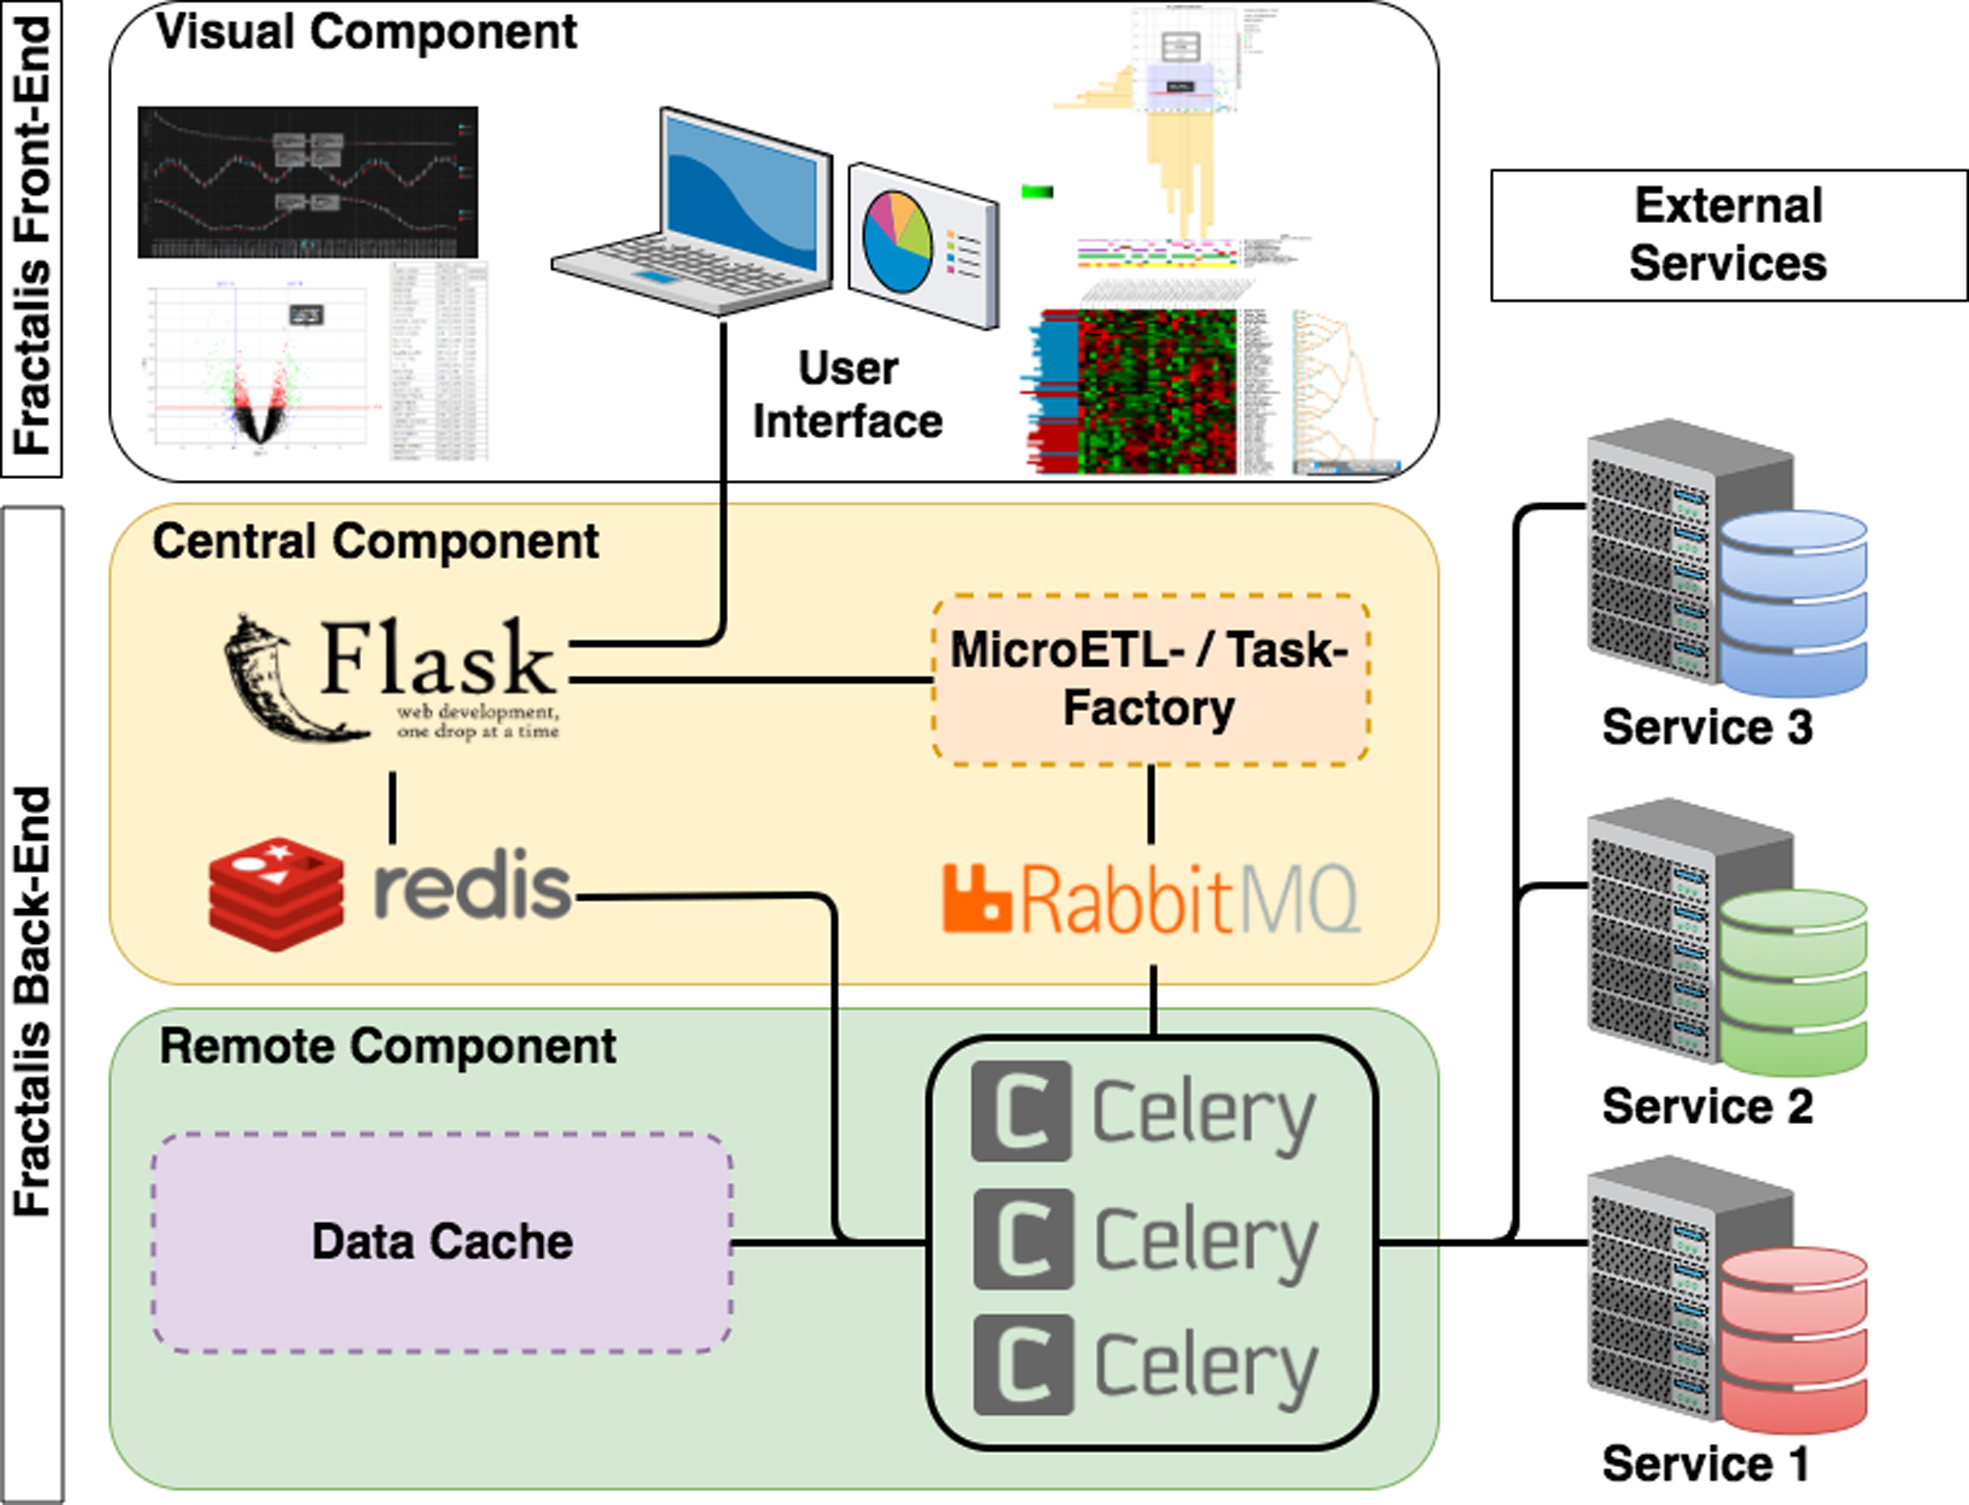 Fractalis Front-End
Visual Component
User
Interface
External
Services
Fractalis Back-End
Central Component
Flask
web development,
one drop at a time
MicroETL- / Task-
Factory
redis
RabbitMQ
Remote Component
Data Cache
C Celery
C Celery
C Celery
Service 3
Service 2
Service 1